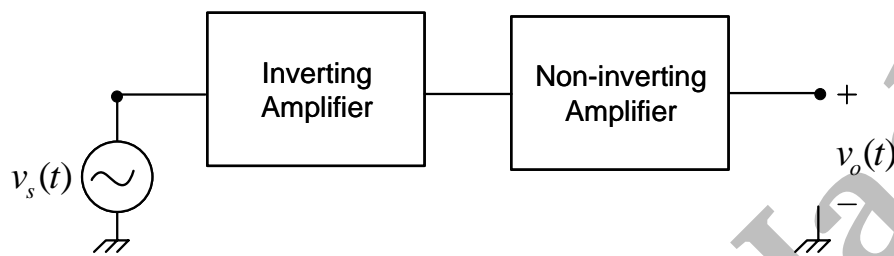 Inverting
Amplifier
Non-inverting
Amplifier
+
v_s(t)
v_o(t)
−